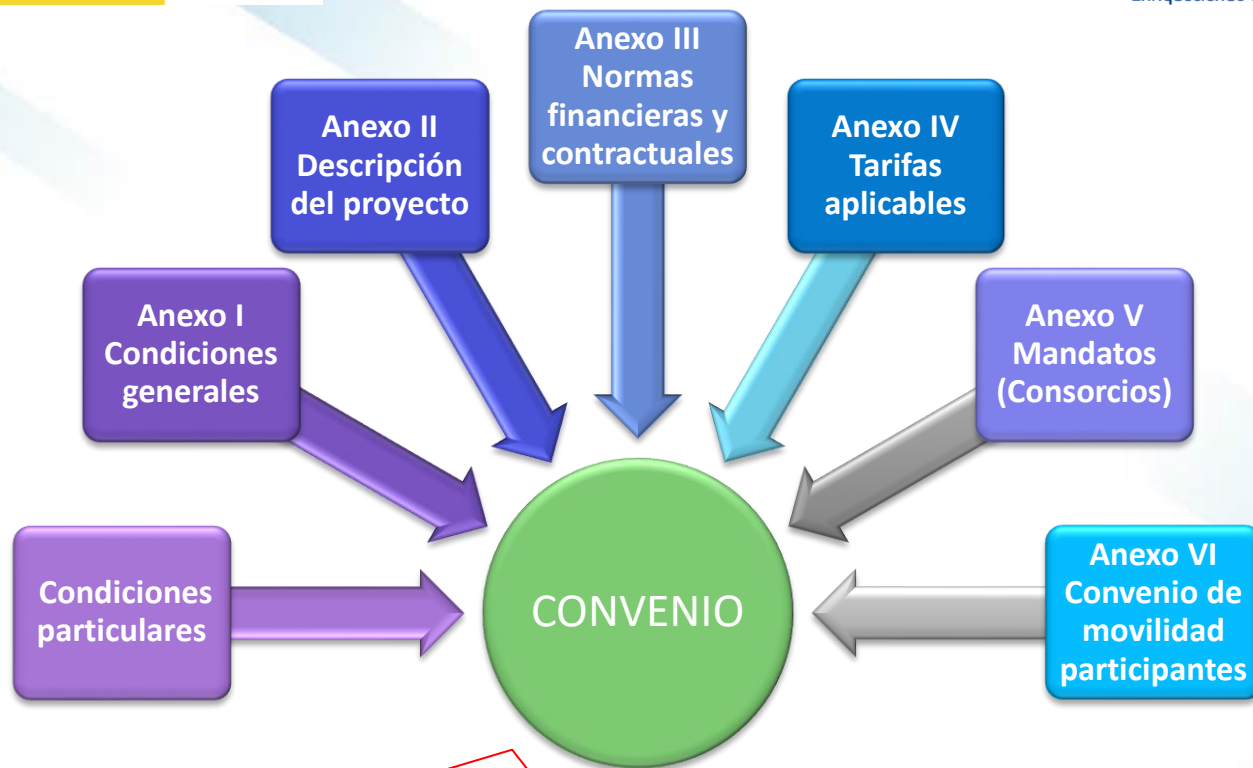 Anexo III
Normas
financieras y
contractuales
Anexo II
Descripción
del proyecto
Anexo IV
Tarifas
aplicables
Anexo I
Condiciones
generales
Anexo V
Mandatos
(Consorcios)
Condiciones
particulares
CONVENIO
Anexo VI
Convenio de
movilidad
participantes